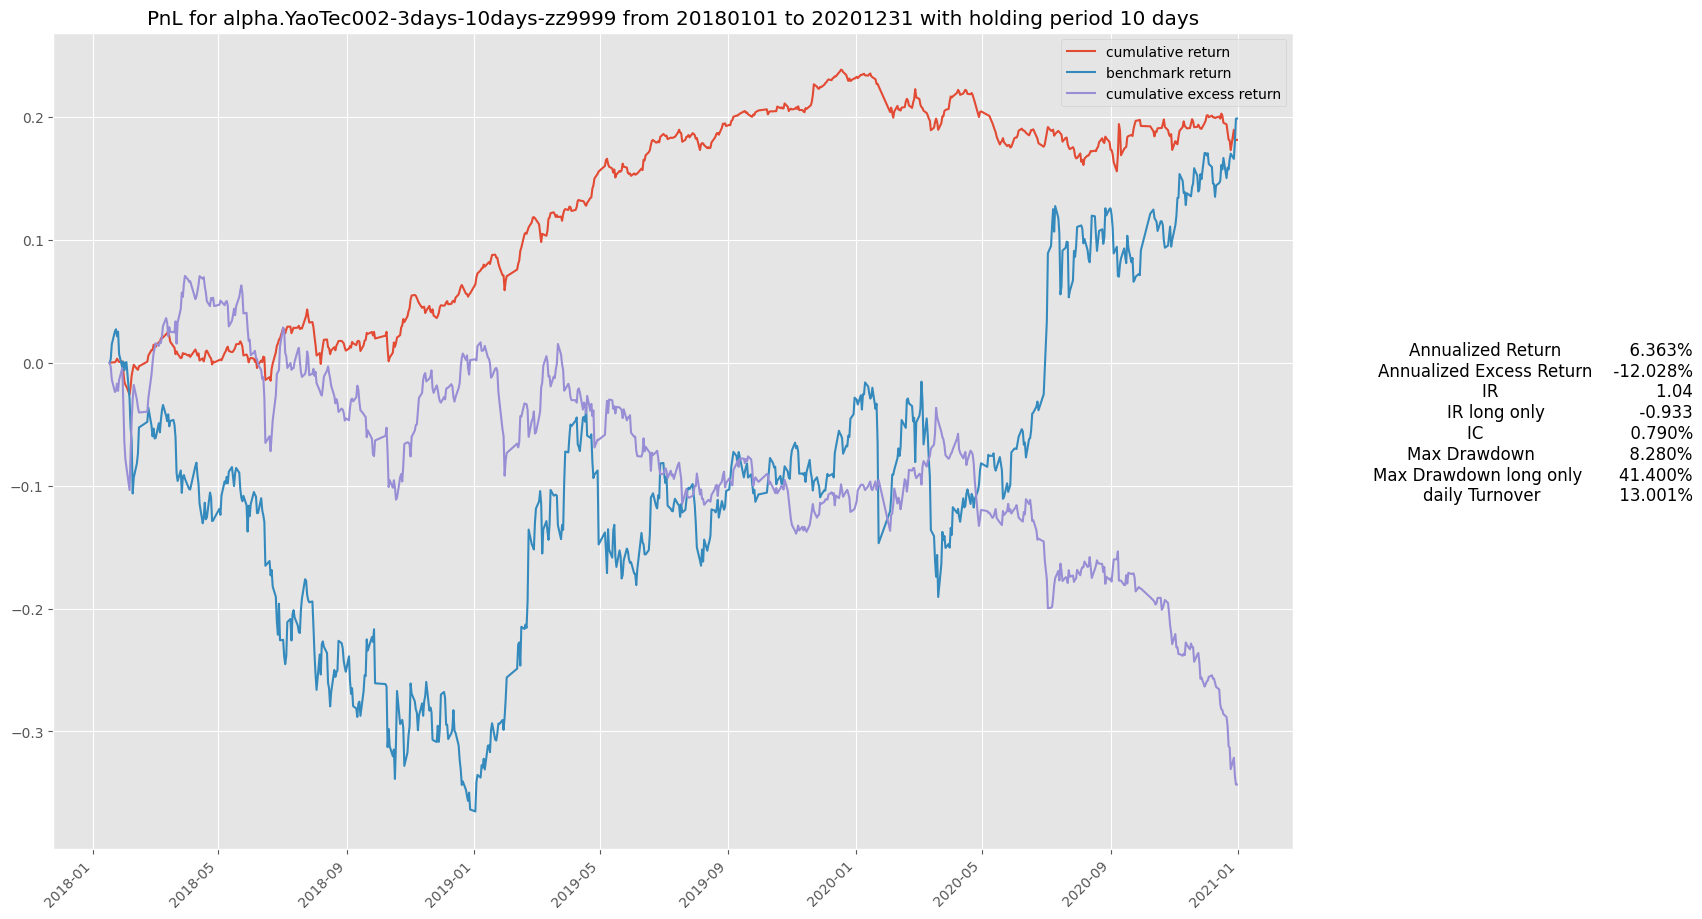 PnL for alpha.YaoTec002-3days-10days-zz9999 from 20180101 to 20201231 with holding period 10 days
cumulative return
benchmark return
cumulative excess return
0.2
0.1
0.0
−0.1
−0.2
−0.3
Annualized Return 6.363%
Annualized Excess Return -12.028%
IR 1.04
IR long only -0.933
IC 0.790%
Max Drawdown 8.280%
Max Drawdown long only 41.400%
daily Turnover 13.001%
2018-01
2018-05
2018-09
2019-01
2019-05
2019-09
2020-01
2020-05
2020-09
2021-01